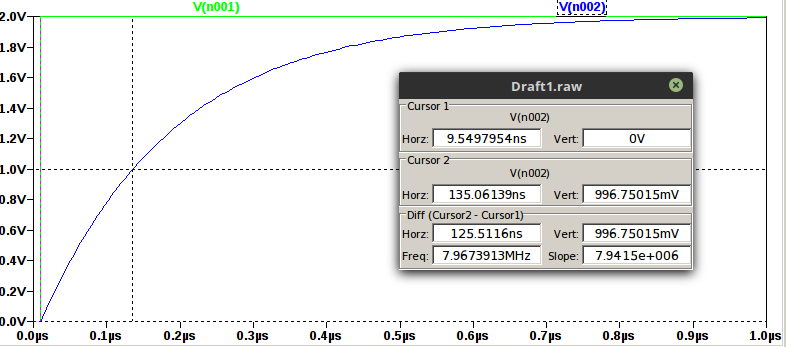 V(n001) V(n002)
2.0V
1.8V
1.6V
1.4V
1.2V
1.0V
0.8V
0.6V
0.4V
0.2V
0.0V
0.0µs 0.1µs 0.2µs 0.3µs 0.4µs 0.5µs 0.6µs 0.7µs 0.8µs 0.9µs 1.0µs
Draft1.raw
Cursor 1
V(n002)
Horz: 9.5497954ns Vert: 0V
Cursor 2
V(n002)
Horz: 135.06139ns Vert: 996.75015mV
Diff (Cursor2 - Cursor1)
Horz: 125.5116ns Vert: 996.75015mV
Freq: 7.9673913MHz Slope: 7.9415e+006